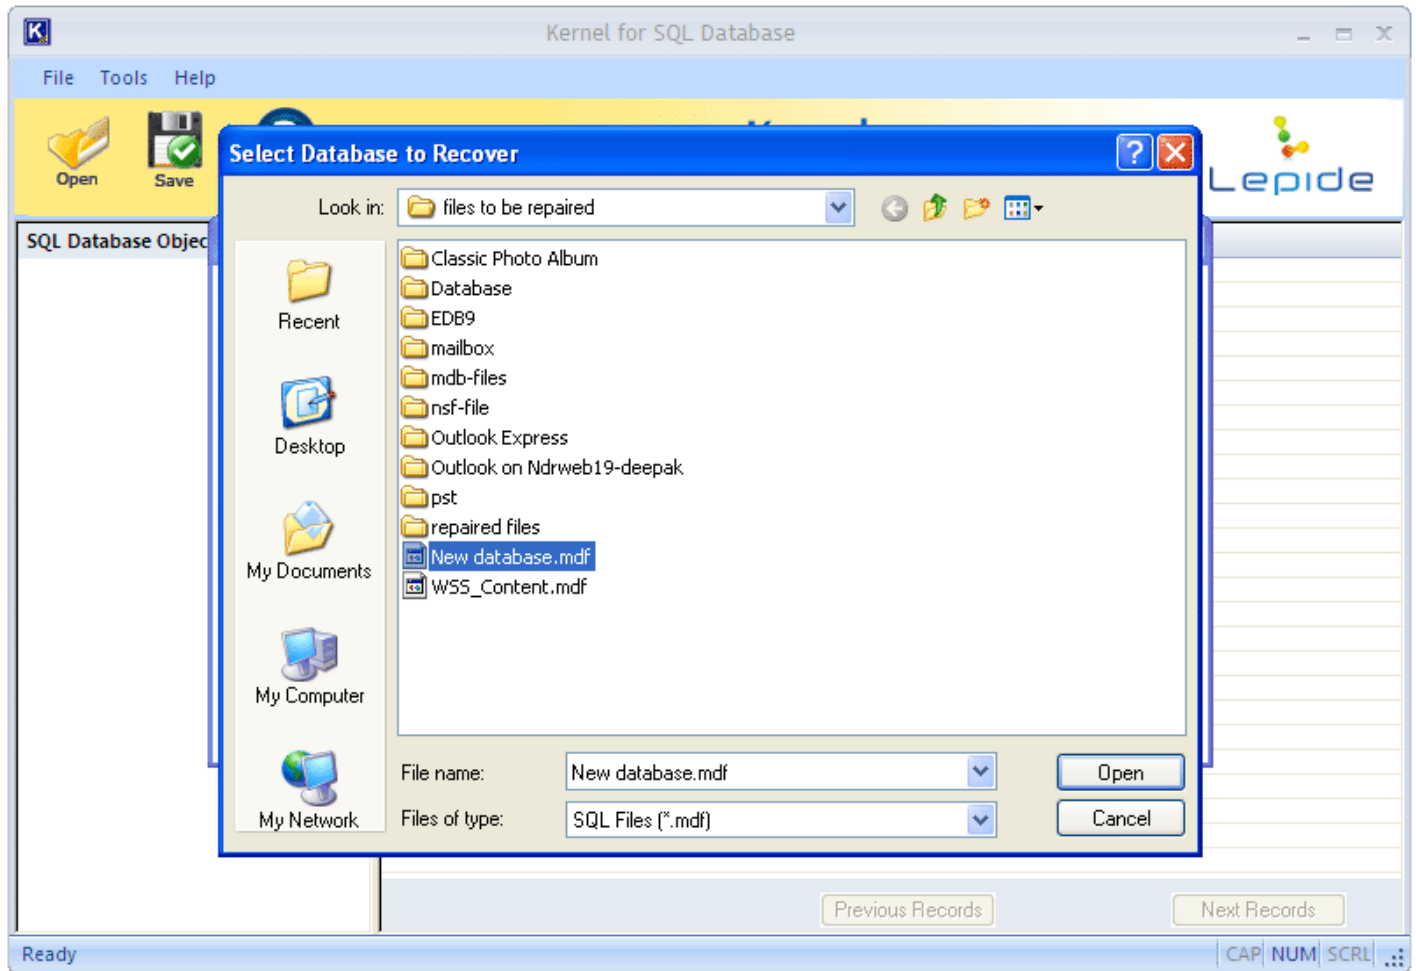 Kernel for SQL Database
File Tools Help
Open
Save
Lepide
Select Database to Recover
Look in: files to be repaired
SQL Database Objec
Recent
Desktop
My Documents
My Computer
My Network
Classic Photo Album
Database
EDB9
mailbox
mdb-files
nsf-file
Outlook Express
Outlook on Ndrweb19-deepak
pst
repaired files
New database.mdf
WSS_Content.mdf
File name: New database.mdf Open
Files of type: SQL Files (*.mdf) Cancel
Previous Records Next Records
Ready CAP NUM SCRL